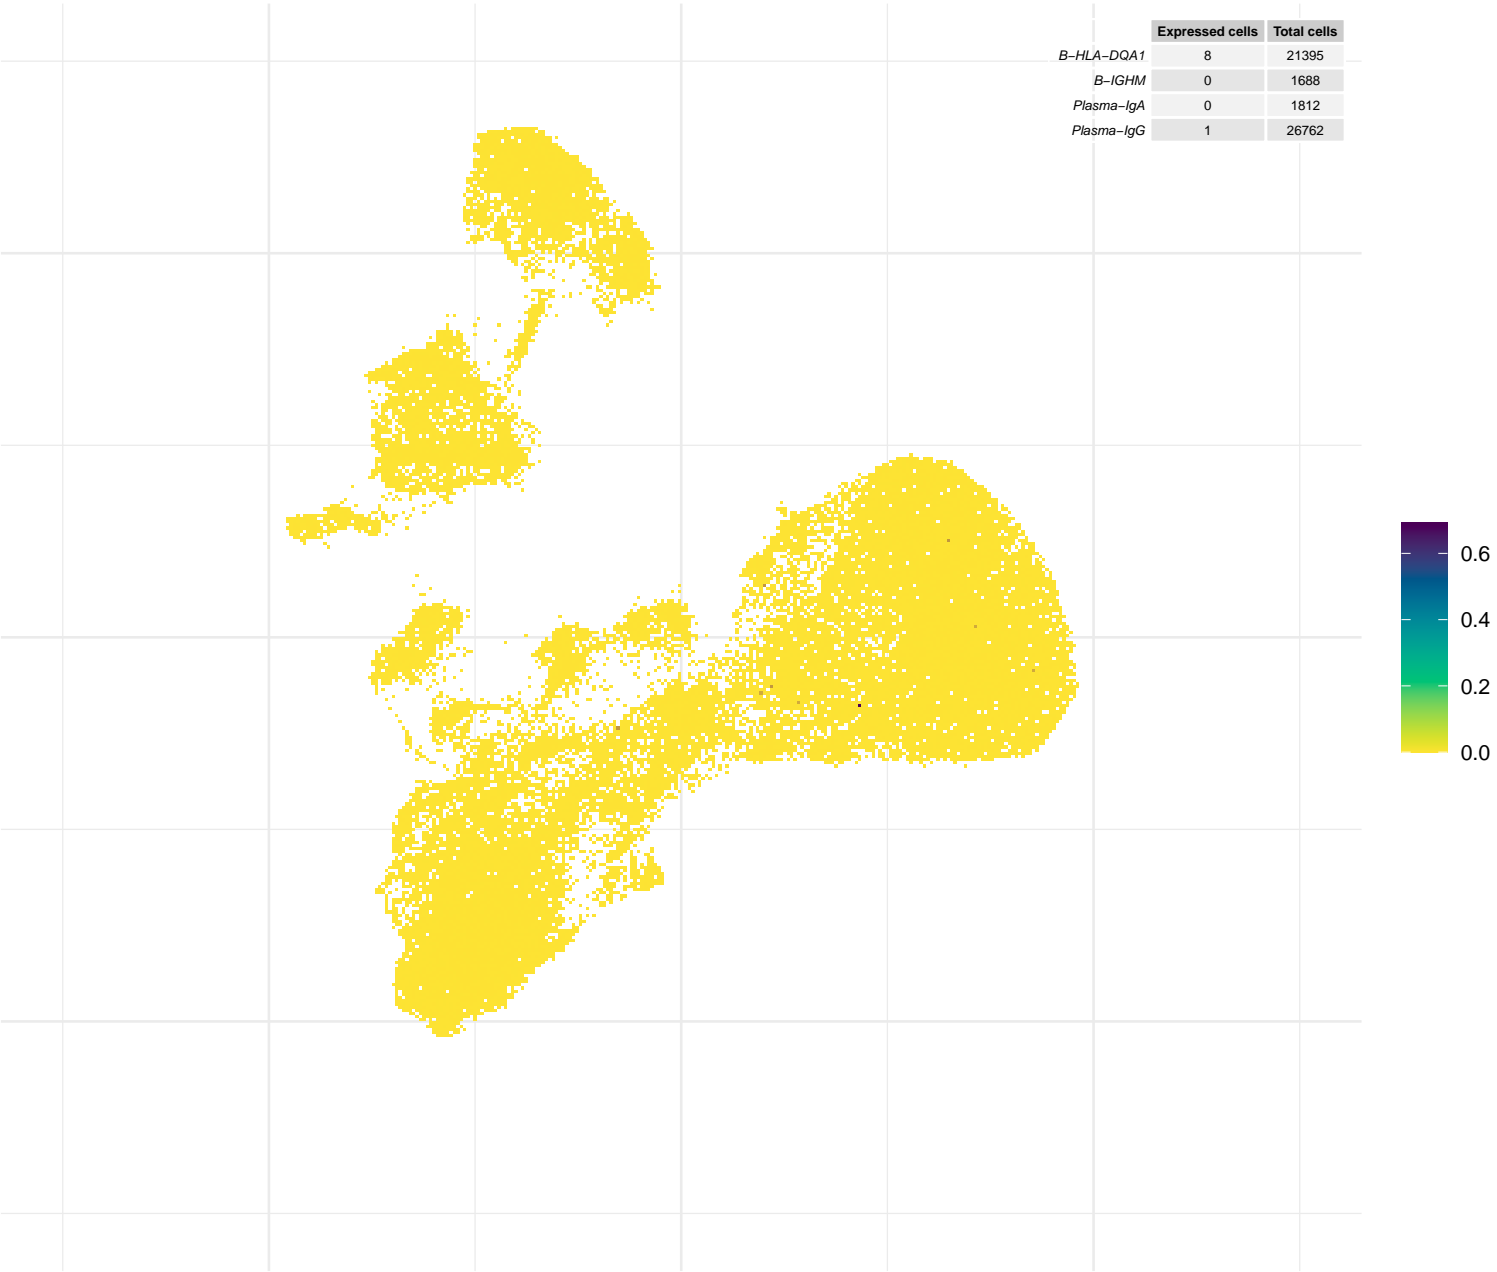 Expressed cells Total cells
B−HLA−DQA1 8 21395
B−IGHM 0 1688
Plasma−IgA 0 1812
Plasma−IgG 1 26762
0.6
0.4
0.2
0.0